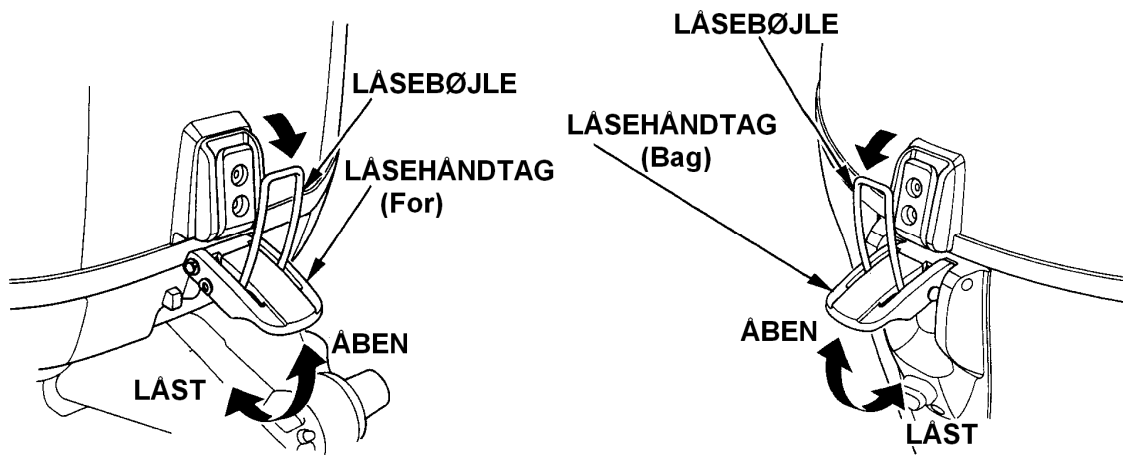 LÅSEBØJLE
LÅSEHÅNDTAG
(For)
ÅBEN
LÅST
LÅSEBØJLE
LÅSEHÅNDTAG
(Bag)
ÅBEN
LÅST